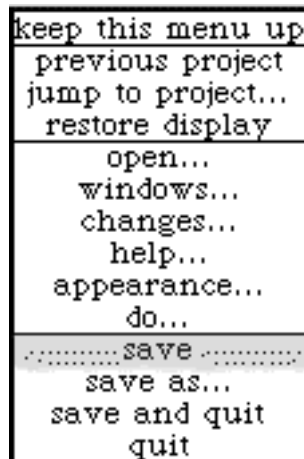 keep this menu up
previous project
jump to project...
restore display
open...
windows...
changes...
help...
appearance...
do...
save
save as...
save and quit
quit